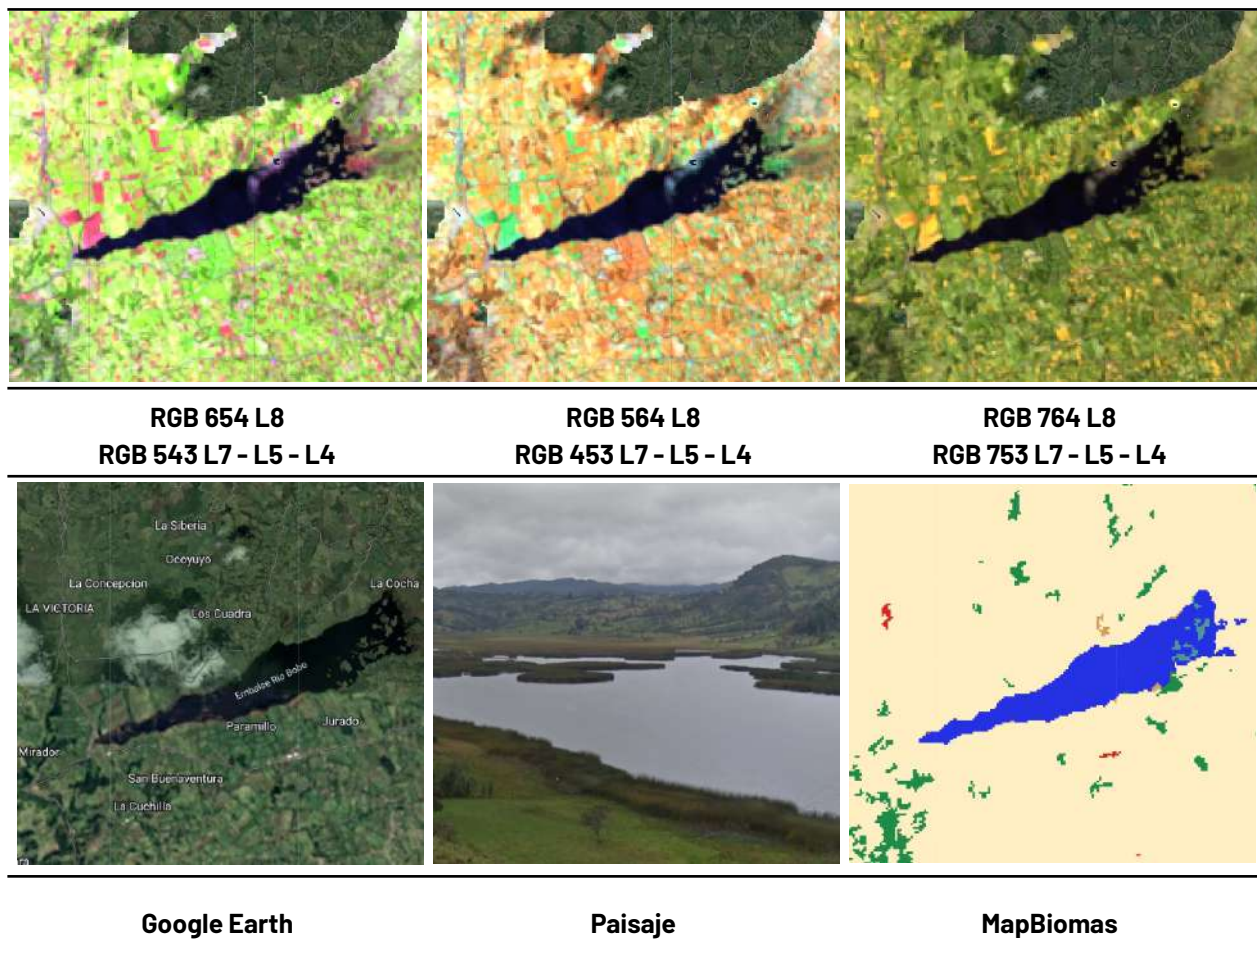 RGB 654 L8
RGB 543 L7 - L5 - L4
RGB 564 L8
RGB 453 L7 - L5 - L4
RGB 764 L8
RGB 753 L7 - L5 - L4
La Siberia
Ocoyuyo
La Concepcion
La Cocha
LA VICTORIA
Los Cuadra
Embalse Rio Bobo
Paramillo
Jurado
Mirador
San Buenaventura
La Cuchilla
Google Earth
Paisaje
MapBiomas